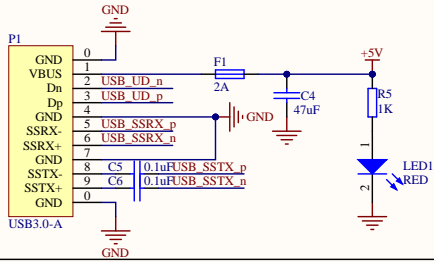 GND
P1
GND 0
VBUS 1
Dn 2 USB_UD_n
Dp 3 USB_UD_p
GND 4
SSRX- 5 USB_SSRX_p
SSRX+ 6 USB_SSRX_n
GND 7
SSTX- 8 C5 0.1uF USB_SSTX_p
SSTX+ 9 C6 0.1uF USB_SSTX_n
GND 0
USB3.0-A
GND
GND
F1
2A
C4
47uF
+5V
R5
1K
1
LED1
RED
2